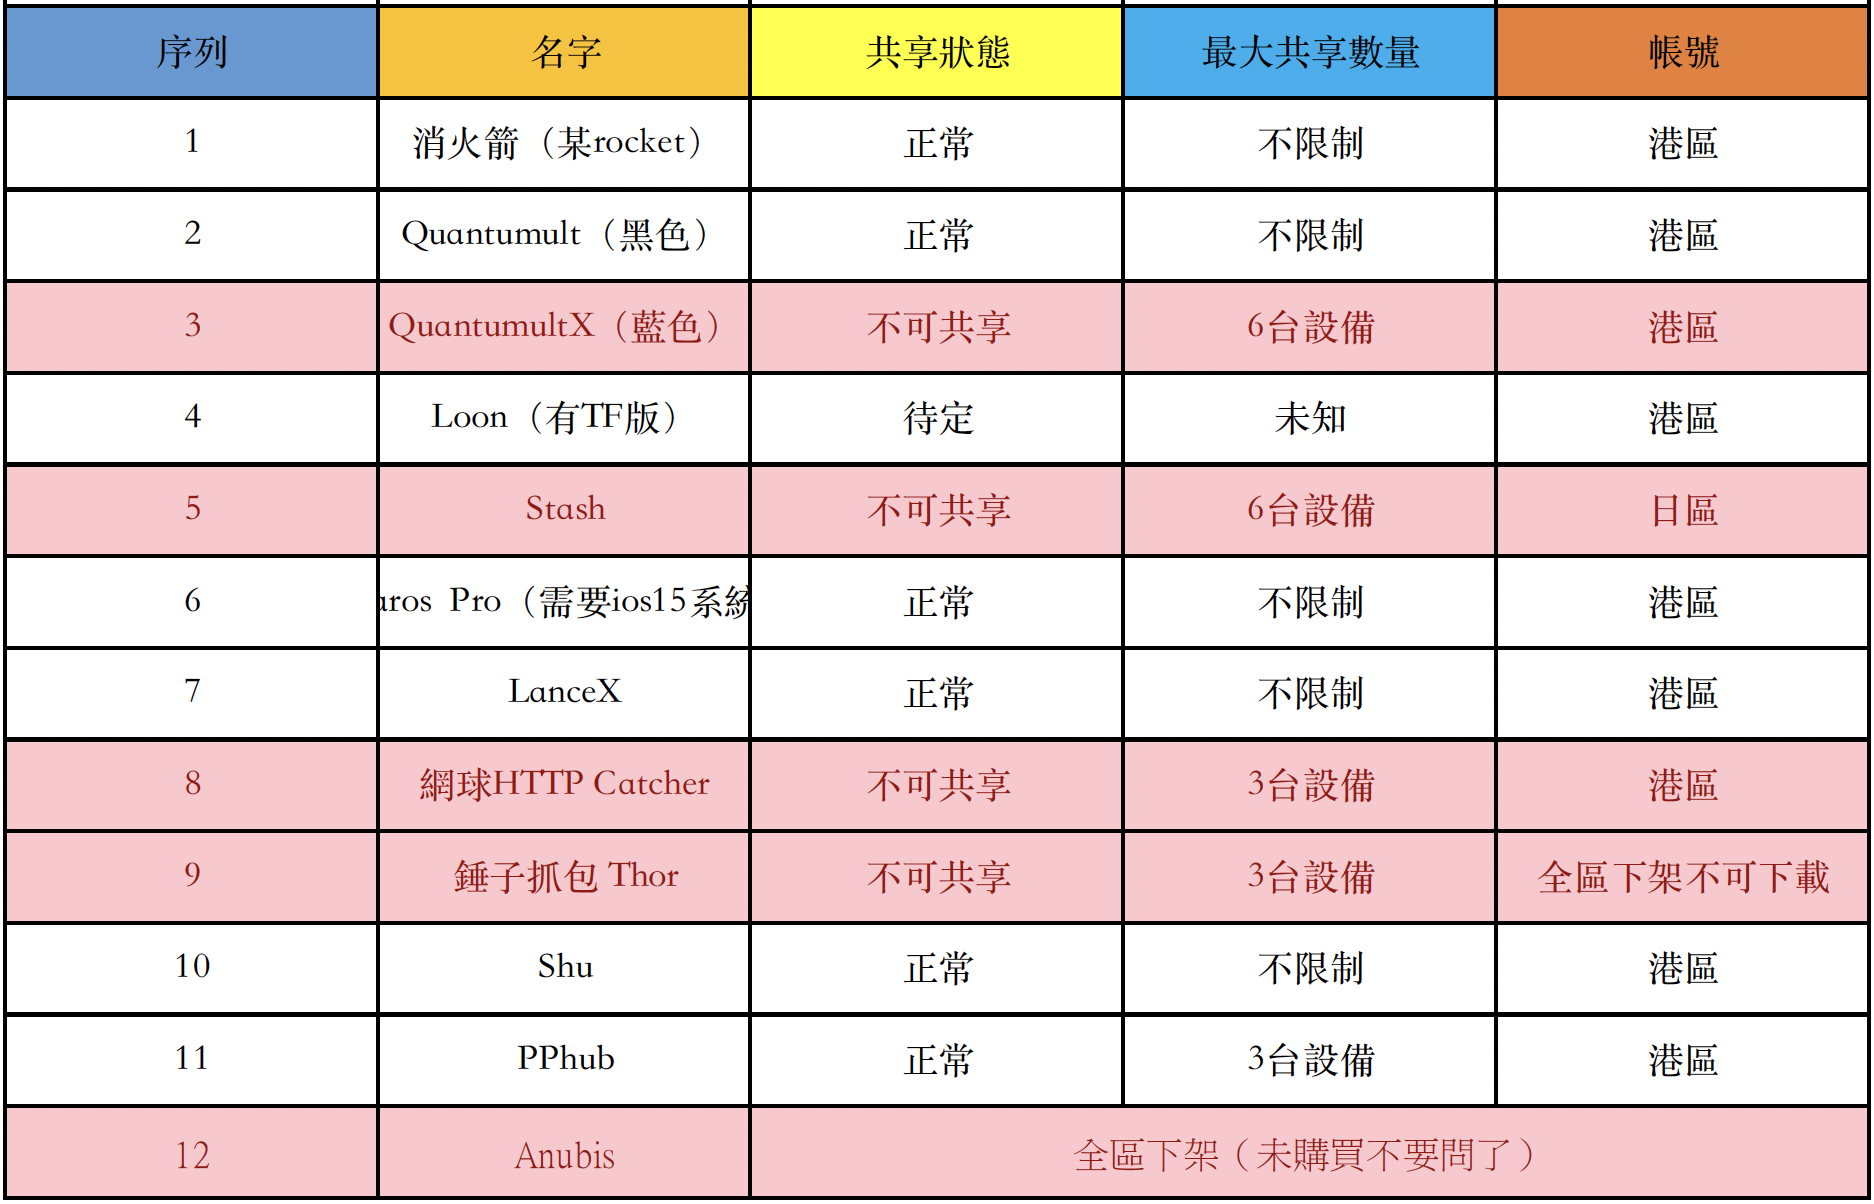 序列 名字 共享狀態 最大共享數量 帳號
1 消火箭（某rocket） 正常 不限制 港區
2 Quantumult（黑色） 正常 不限制 港區
3 QuantumultX（藍色） 不可共享 6台設備 港區
4 Loon（有TF版） 待定 未知 港區
5 Stash 不可共享 6台設備 日區
6 aros Pro（需要ios15系統 正常 不限制 港區
7 LanceX 正常 不限制 港區
8 網球HTTP Catcher 不可共享 3台設備 港區
9 錘子抓包 Thor 不可共享 3台設備 全區下架不可下載
10 Shu 正常 不限制 港區
11 PPhub 正常 3台設備 港區
12 Anubis 全區下架（未購買不要問了）